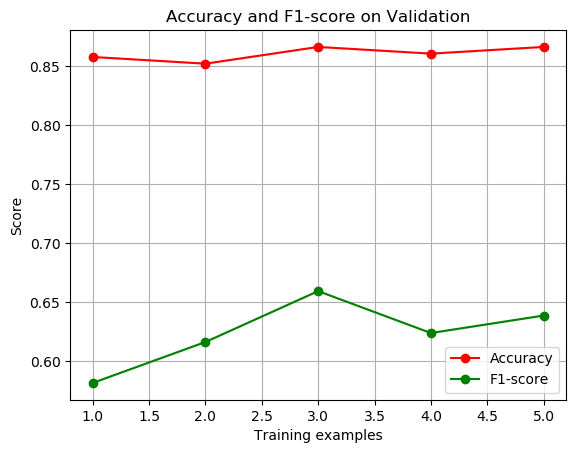 Accuracy and F1-score on Validation
Score
0.85
0.80
0.75
0.70
0.65
0.60
Accuracy
F1-score
1.0 1.5 2.0 2.5 3.0 3.5 4.0 4.5 5.0
Training examples